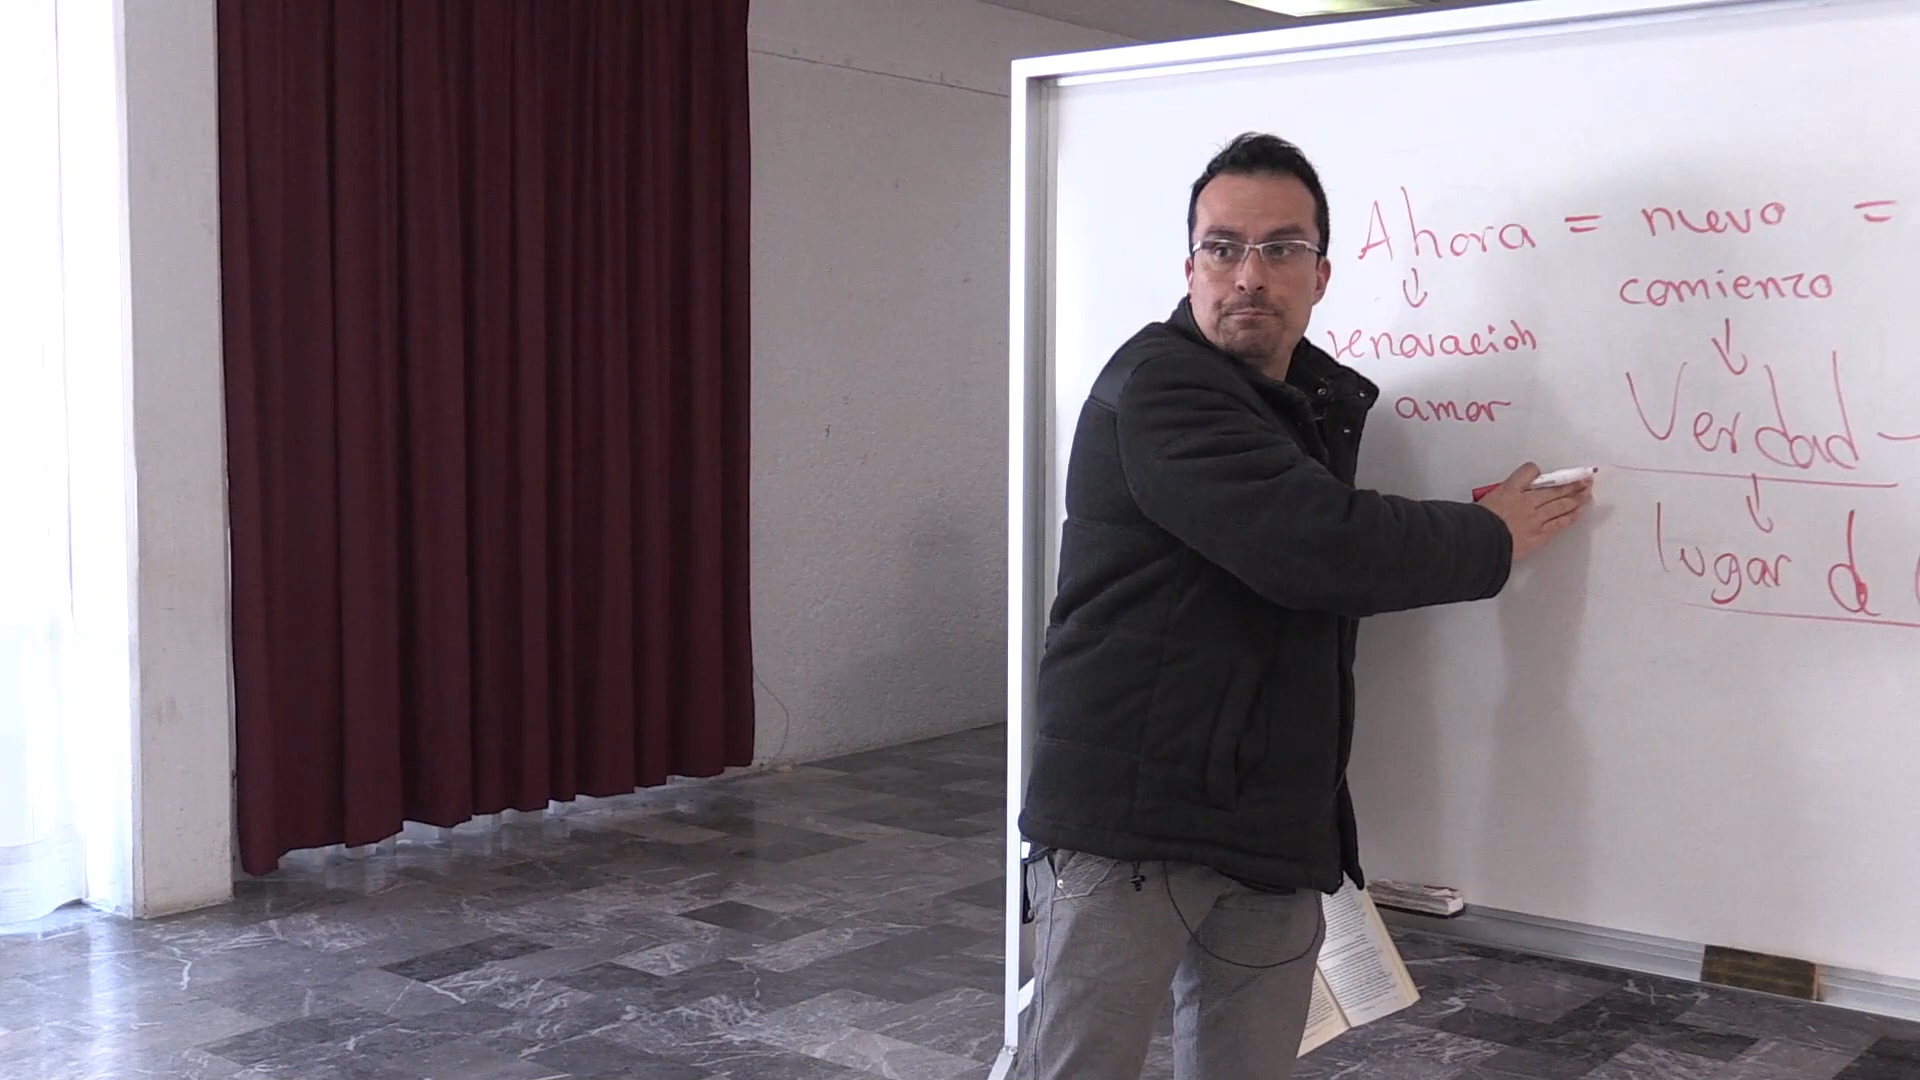 Ahora = nuevo =
↓ comienzo
renovación ↓
amor Verdad -
↓
lugar de